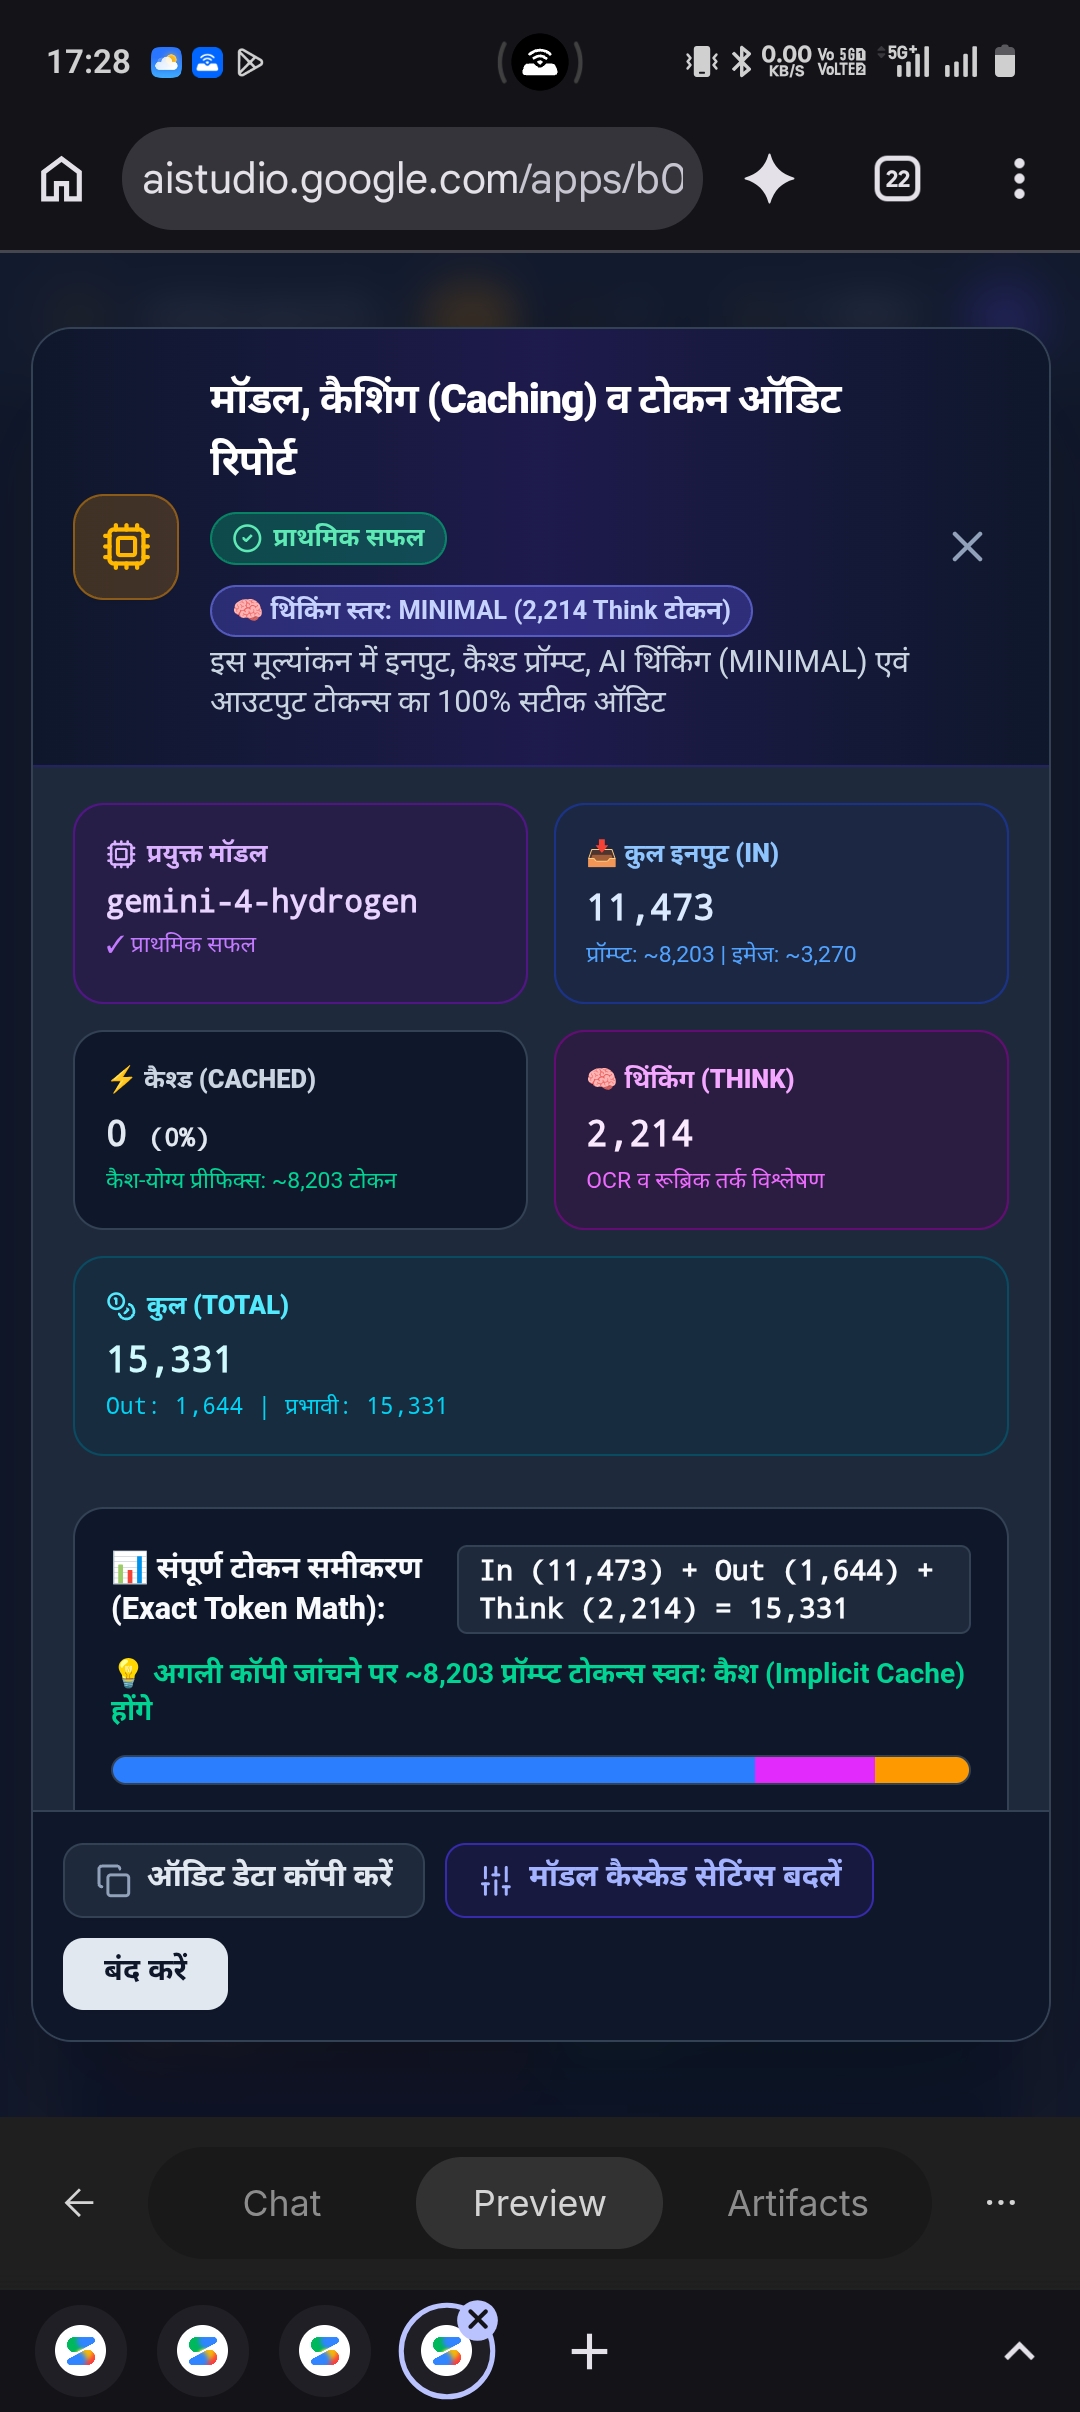 17:28
0.00
KB/S
Vo 5GD
VoLTE2
5G+
aistudio.google.com/apps/b0
22
मॉडल, कैशिंग (Caching) व टोकन ऑडिट
रिपोर्ट
प्राथमिक सफल
🧠 थिंकिंग स्तर: MINIMAL (2,214 Think टोकन)
इस मूल्यांकन में इनपुट, कैश्ड प्रॉम्प्ट, AI थिंकिंग (MINIMAL) एवं
आउटपुट टोकन्स का 100% सटीक ऑडिट
प्रयुक्त मॉडल
gemini-4-hydrogen
✓ प्राथमिक सफल
📥 कुल इनपुट (IN)
11,473
प्रॉम्प्ट: ~8,203 | इमेज: ~3,270
⚡ कैश्ड (CACHED)
0 (0%)
कैश-योग्य प्रीफिक्स: ~8,203 टोकन
🧠 थिंकिंग (THINK)
2,214
OCR व रूब्रिक तर्क विश्लेषण
कुल (TOTAL)
15,331
Out: 1,644 | प्रभावी: 15,331
📊 संपूर्ण टोकन समीकरण
(Exact Token Math):
In (11,473) + Out (1,644) +
Think (2,214) = 15,331
💡 अगली कॉपी जांचने पर ~8,203 प्रॉम्प्ट टोकन्स स्वतः कैश (Implicit Cache)
होंगे
ऑडिट डेटा कॉपी करें
मॉडल कैस्केड सेटिंग्स बदलें
बंद करें
Chat
Preview
Artifacts